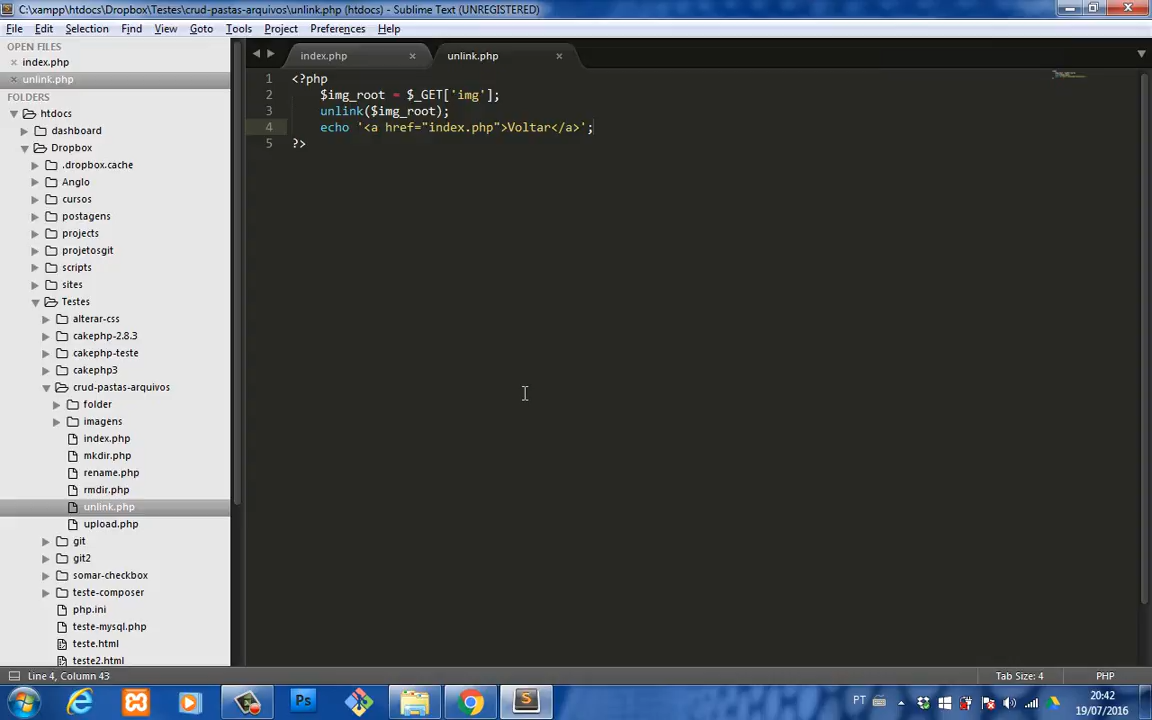 C:\xampp\htdocs\Dropbox\Testes\crud-pastas-arquivos\unlink.php (htdocs) - Sublime Text (UNREGISTERED)
File Edit Selection Find View Goto Tools Project Preferences Help
OPEN FILES
index.php
unlink.php
FOLDERS
htdocs
dashboard
Dropbox
.dropbox.cache
Anglo
cursos
postagens
projects
projetosgit
scripts
sites
Testes
alterar-css
cakephp-2.8.3
cakephp-teste
cakephp3
crud-pastas-arquivos
folder
imagens
index.php
mkdir.php
rename.php
rmdir.php
unlink.php
upload.php
git
git2
somar-checkbox
teste-composer
php.ini
teste-mysql.php
teste.html
teste2.html
index.php unlink.php
1 <?php
2 $img_root = $_GET['img'];
3 unlink($img_root);
4 echo '<a href="index.php">Voltar</a>';
5 ?>
Line 4, Column 43 Tab Size: 4 PHP
Ps
PT
20:42
19/07/2016